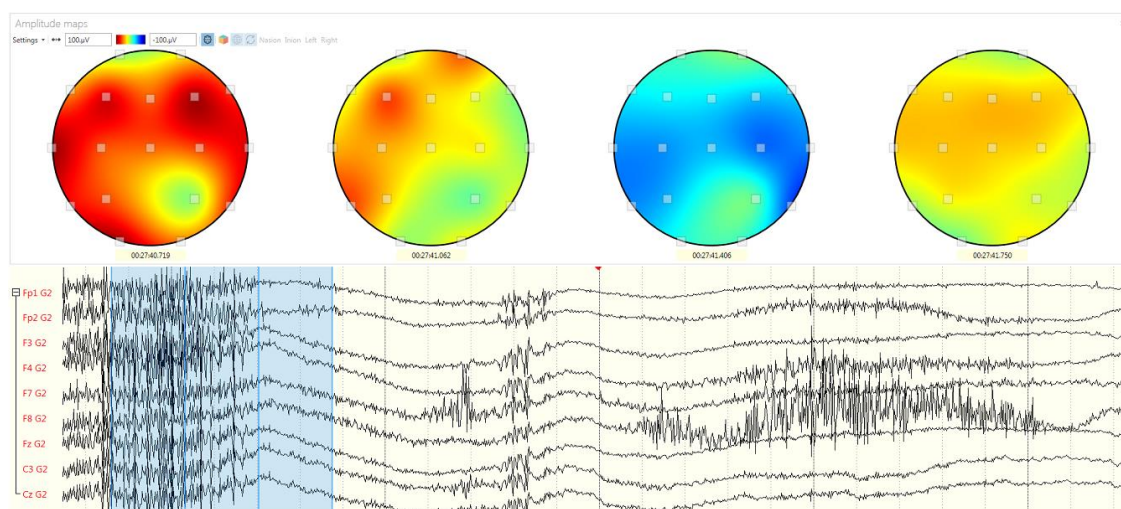 Amplitude maps
Settings 100.µV -100.µV Nasion Inion Left Right
00:27:40.719 00:27:41.062 00:27:41.406 00:27:41.750
Fp1 G2
Fp2 G2
F3 G2
F4 G2
F7 G2
F8 G2
Fz G2
C3 G2
Cz G2